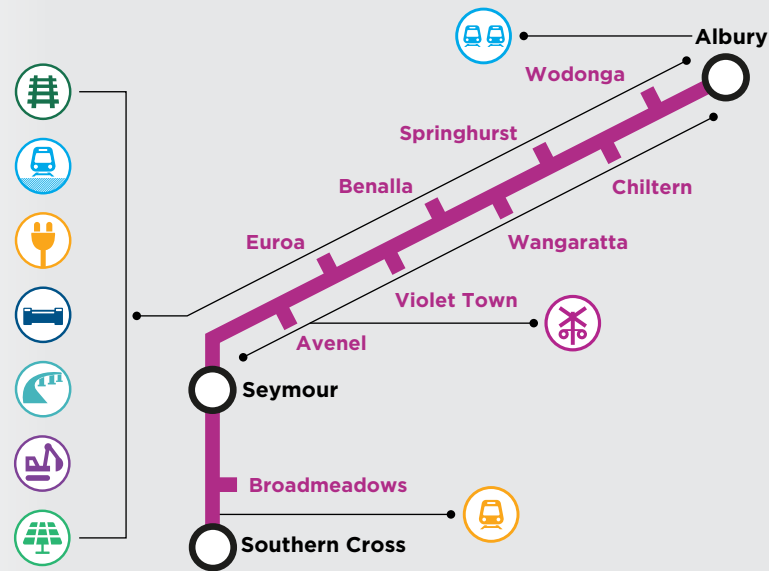 Albury
Wodonga
Springhurst
Benalla
Chiltern
Euroa
Wangaratta
Violet Town
Avenel
Seymour
Broadmeadows
Southern Cross